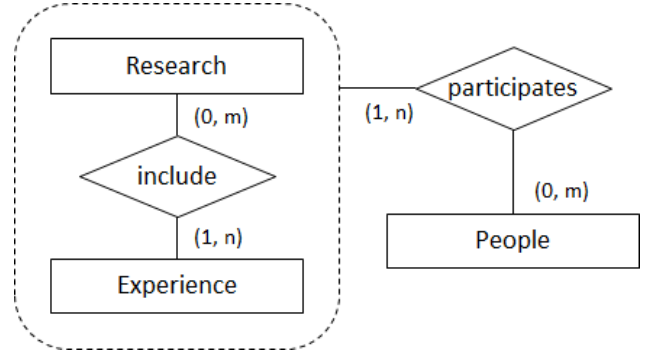 Research
participates
(0, m)
(1, n)
include
(0, m)
(1, n)
People
Experience